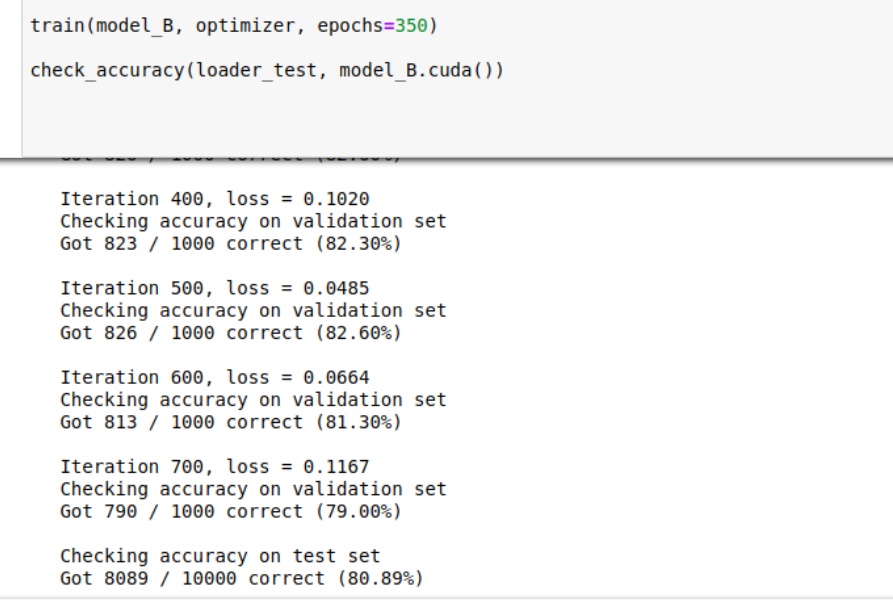 train(model_B, optimizer, epochs=350)
check_accuracy(loader_test, model_B.cuda())
Iteration 400, loss = 0.1020
Checking accuracy on validation set
Got 823 / 1000 correct (82.30%)
Iteration 500, loss = 0.0485
Checking accuracy on validation set
Got 826 / 1000 correct (82.60%)
Iteration 600, loss = 0.0664
Checking accuracy on validation set
Got 813 / 1000 correct (81.30%)
Iteration 700, loss = 0.1167
Checking accuracy on validation set
Got 790 / 1000 correct (79.00%)
Checking accuracy on test set
Got 8089 / 10000 correct (80.89%)